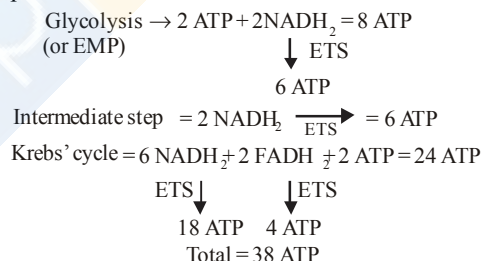 Glycolysis → 2 ATP + 2NADH₂ = 8 ATP
(or EMP)
↓ ETS
6 ATP
Intermediate step = 2 NADH₂ →ETS = 6 ATP
Krebs' cycle = 6 NADH₂ + 2 FADH₂ + 2 ATP = 24 ATP
ETS ↓ ↓ ETS
18 ATP 4 ATP
Total = 38 ATP